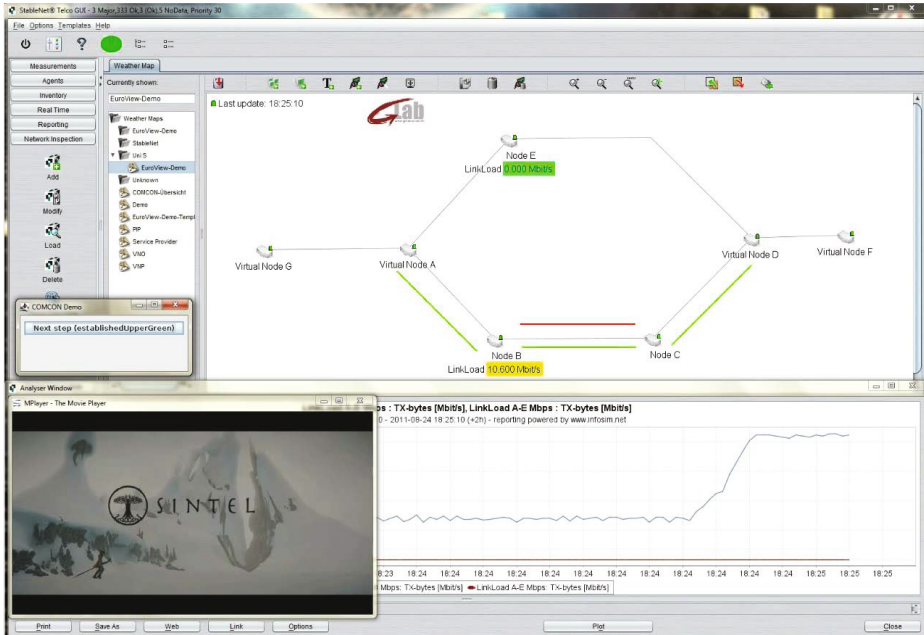 StableNet® Telco GUI - 3 Major,333 Ok,3 (Ok),5 NoData, Priority 30
File Options Templates Help
Measurements
Agents
Inventory
Real Time
Reporting
Network Inspection
Add
Modify
Load
Delete
Weather Map
Currently shown:
EuroView-Demo
Weather Maps
EuroView-Demo
StableNet
Uni S
EuroView-Demo
Unknown
COMCON-Übersicht
Demo
EuroView-Demo-Templ
PIP
Service Provider
VNO
VNP
Last update: 18:25:10
G Lab
Node E
LinkLoad 0.000 Mbit/s
Virtual Node G
Virtual Node A
Virtual Node D
Virtual Node F
Node B
LinkLoad 10.600 Mbit/s
Node C
COMCON Demo
Next step (establishedUpperGreen)
Analyser Window
MPlayer - The Movie Player
SINTEL
ps : TX-bytes [Mbit/s], LinkLoad A-E Mbps : TX-bytes [Mbit/s]
0 - 2011-08-24 18:25:10 (+2h) - reporting powered by www.infosim.net
8:23 18:24 18:24 18:24 18:24 18:24 18:24 18:24 18:24 18:24 18:24 18:25 18:25 18:25
Mbps: TX-bytes [Mbit/s] LinkLoad A-E Mbps: TX-bytes [Mbit/s]
Print Save As Web Link Options Plot Close